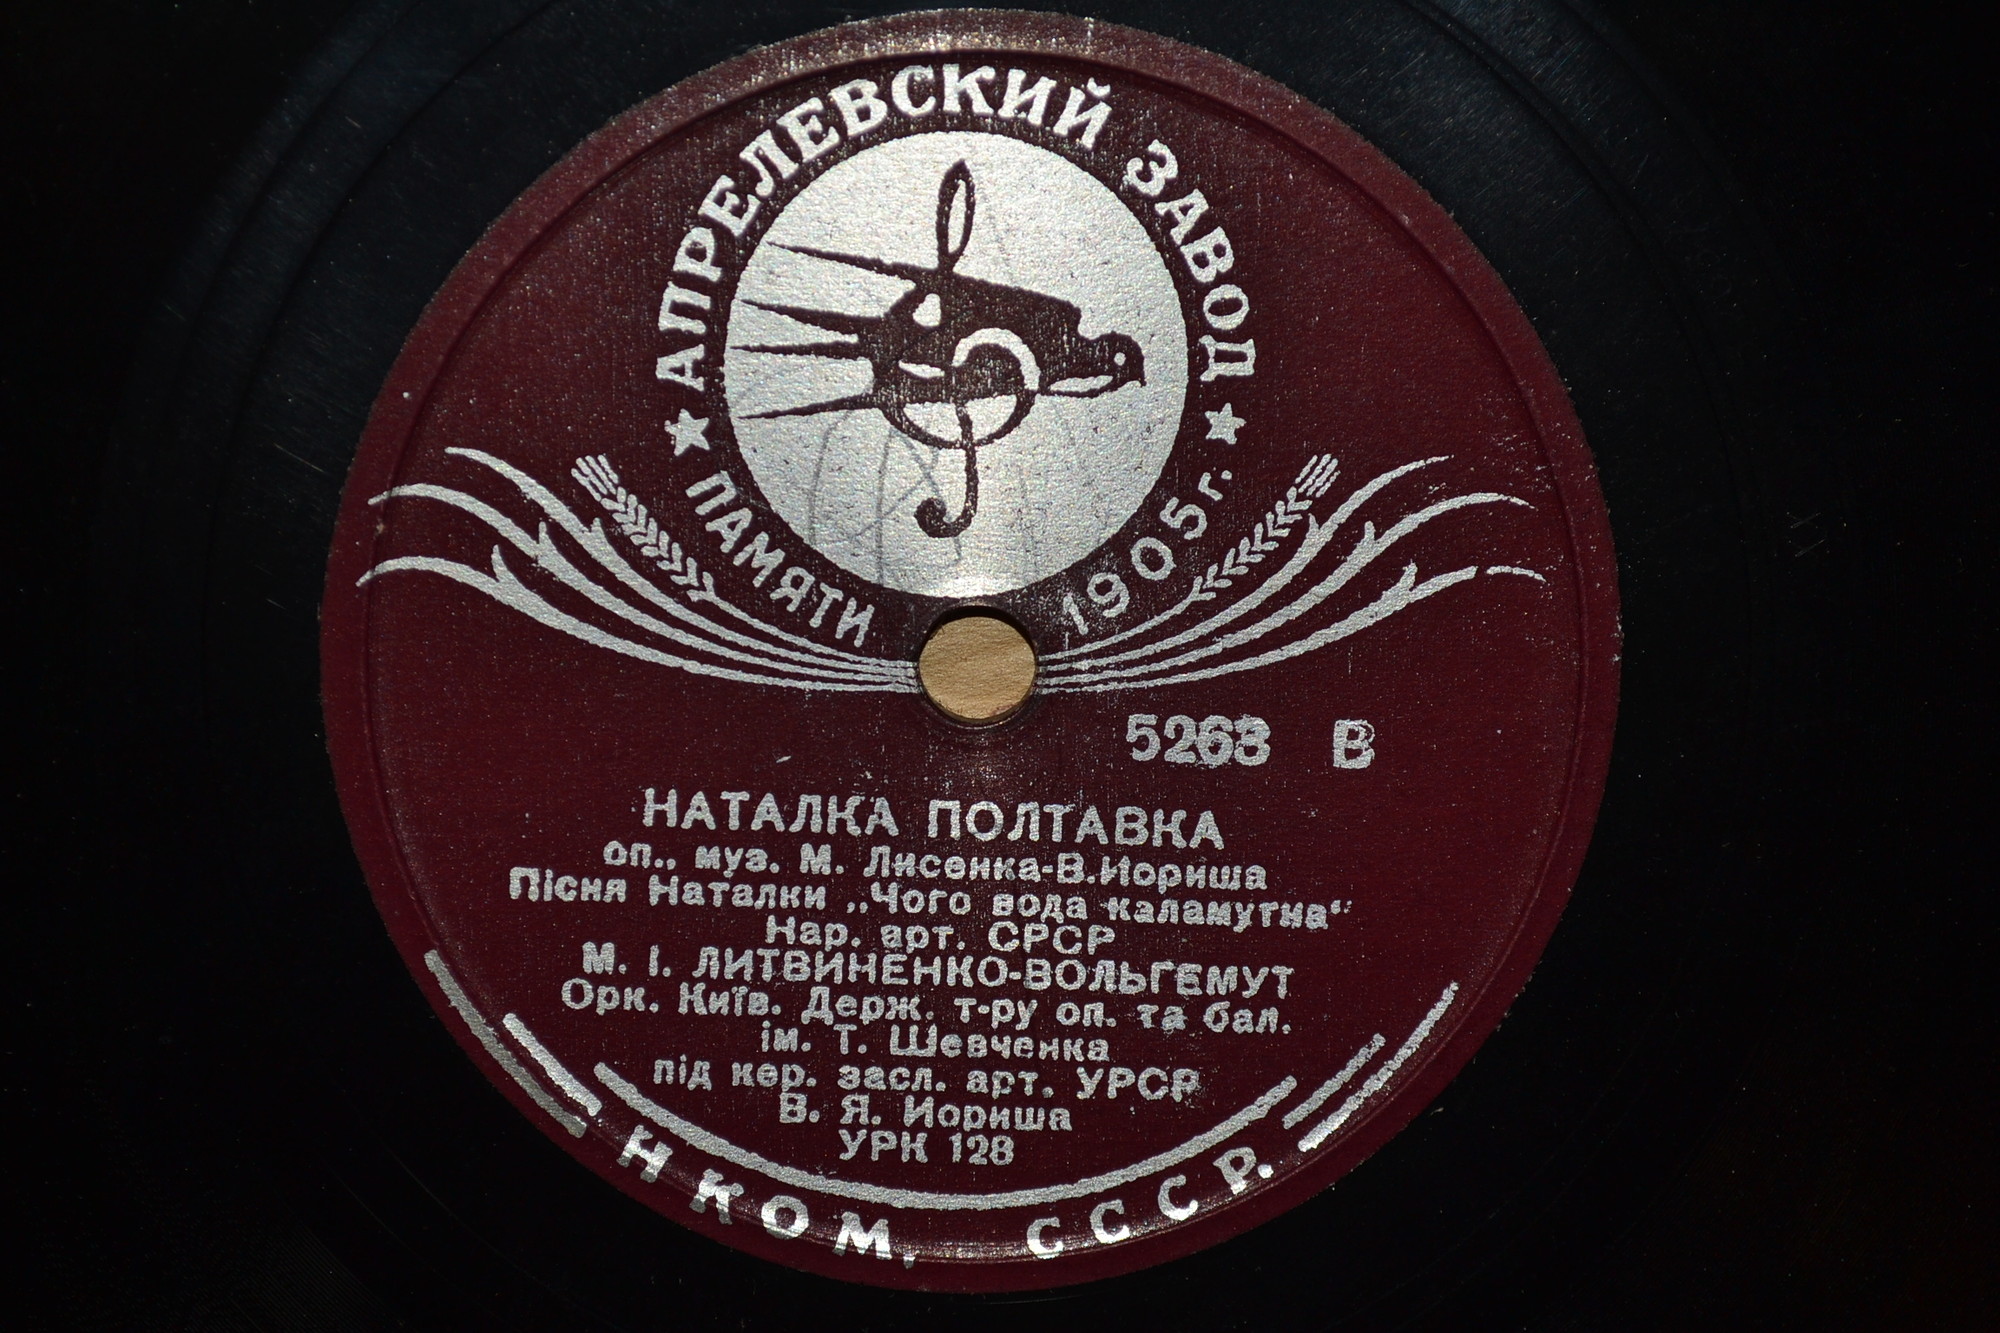 АПРЕЛЕВСКИЙ ЗАВОД
ПАМЯТИ 1905 г.
5263 В
НАТАЛКА ПОЛТАВКА
оп.. муз. М. Лисенка-В.Иориша
Пісня Наталки „Чого вода каламутна“
Нар. арт. СРСР
М. І. ЛИТВИНЕНКО-ВОЛЬГЕМУТ
Орк. Київ. Держ. т-ру оп. та бал.
ім. Т. Шевченка
під кер. засл. арт. УРСР
В. Я. Иориша
УРК 128
НКОМ, СССР.